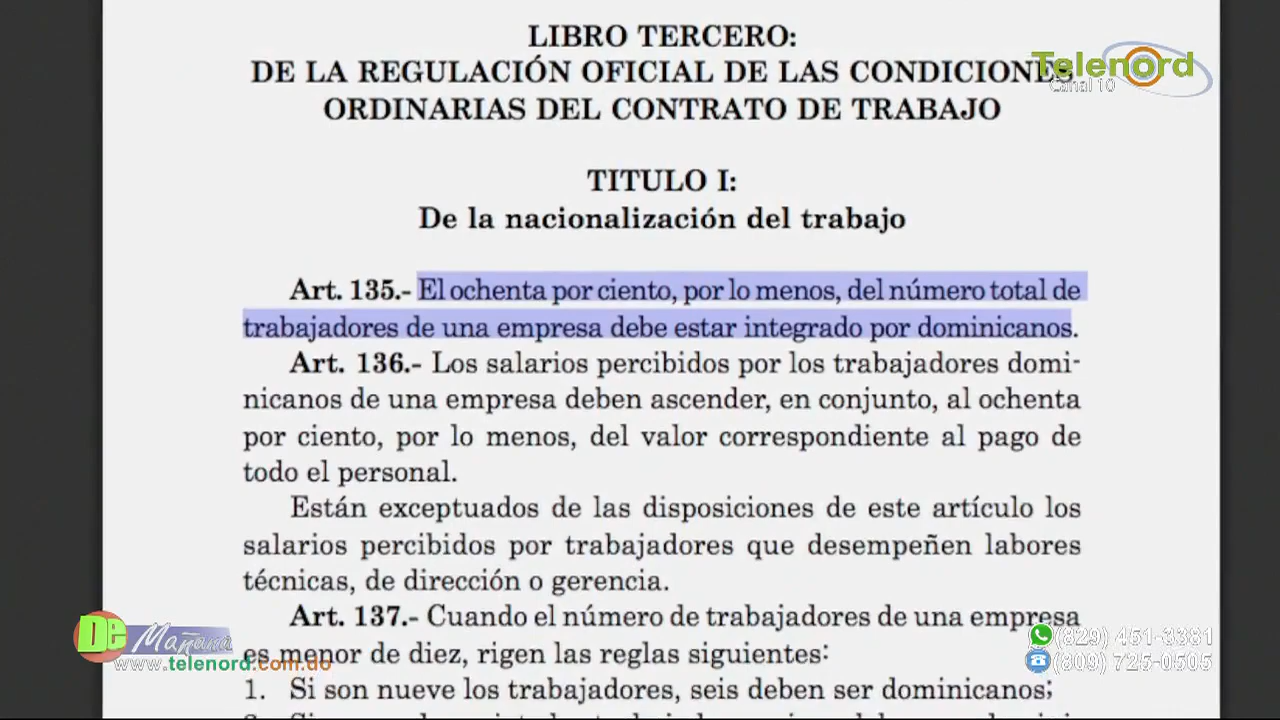 LIBRO TERCERO:
DE LA REGULACIÓN OFICIAL DE LAS CONDICIONES
ORDINARIAS DEL CONTRATO DE TRABAJO
Telenord
Canal 10
TITULO I:
De la nacionalización del trabajo
Art. 135.- El ochenta por ciento, por lo menos, del número total de
trabajadores de una empresa debe estar integrado por dominicanos.
Art. 136.- Los salarios percibidos por los trabajadores domi-
nicanos de una empresa deben ascender, en conjunto, al ochenta
por ciento, por lo menos, del valor correspondiente al pago de
todo el personal.
Están exceptuados de las disposiciones de este artículo los
salarios percibidos por trabajadores que desempeñen labores
técnicas, de dirección o gerencia.
Art. 137.- Cuando el número de trabajadores de una empresa
es menor de diez, rigen las reglas siguientes:
1. Si son nueve los trabajadores, seis deben ser dominicanos;
De Mañana
www.telenord.com.do
(829) 451-3381
(809) 725-0505